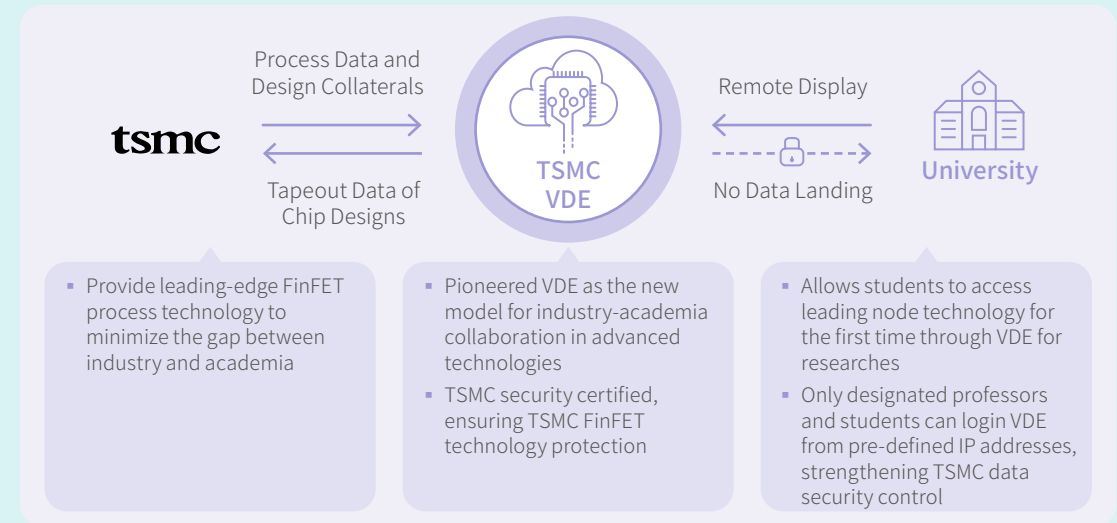 Process Data and
Design Collaterals
tsmc
Tapeout Data of
Chip Designs
TSMC
VDE
Remote Display
No Data Landing
University
▪ Provide leading-edge FinFET
process technology to
minimize the gap between
industry and academia
▪ Pioneered VDE as the new
model for industry-academia
collaboration in advanced
technologies
▪ TSMC security certified,
ensuring TSMC FinFET
technology protection
▪ Allows students to access
leading node technology for
the first time through VDE for
researches
▪ Only designated professors
and students can login VDE
from pre-defined IP addresses,
strengthening TSMC data
security control